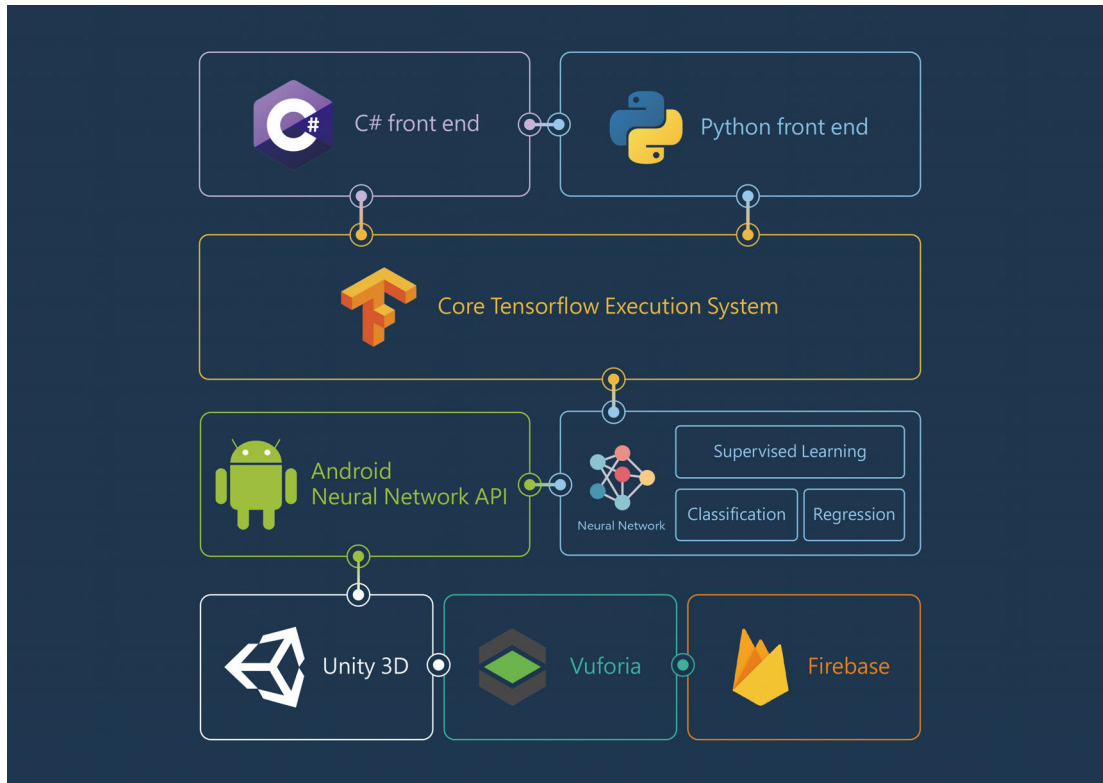 C# front end
Python front end
Core Tensorflow Execution System
Android
Neural Network API
Neural Network
Supervised Learning
Classification
Regression
Unity 3D
Vuforia
Firebase